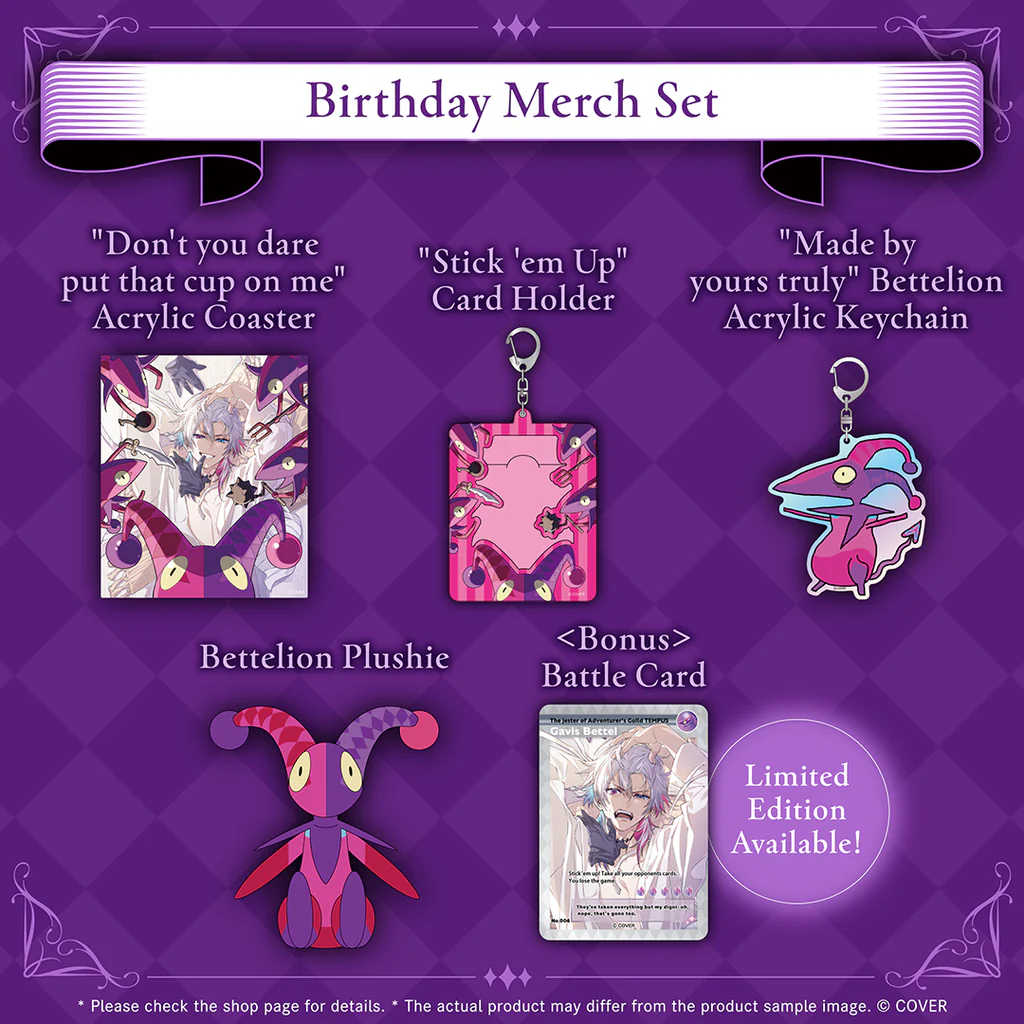 Birthday Merch Set
"Don't you dare
put that cup on me"
Acrylic Coaster
"Stick 'em Up"
Card Holder
"Made by
yours truly" Bettelion
Acrylic Keychain
Bettelion Plushie
<Bonus>
Battle Card
The Jester of Adventurer's Guild TEMPUS
Gavis Bettel
Stick 'em up! Take all your opponents cards.
You lose the game.
They've taken everything but my digni- oh,
nope, that's gone too.
No.004
© COVER
Limited
Edition
Available!
* Please check the shop page for details. * The actual product may differ from the product sample image. © COVER